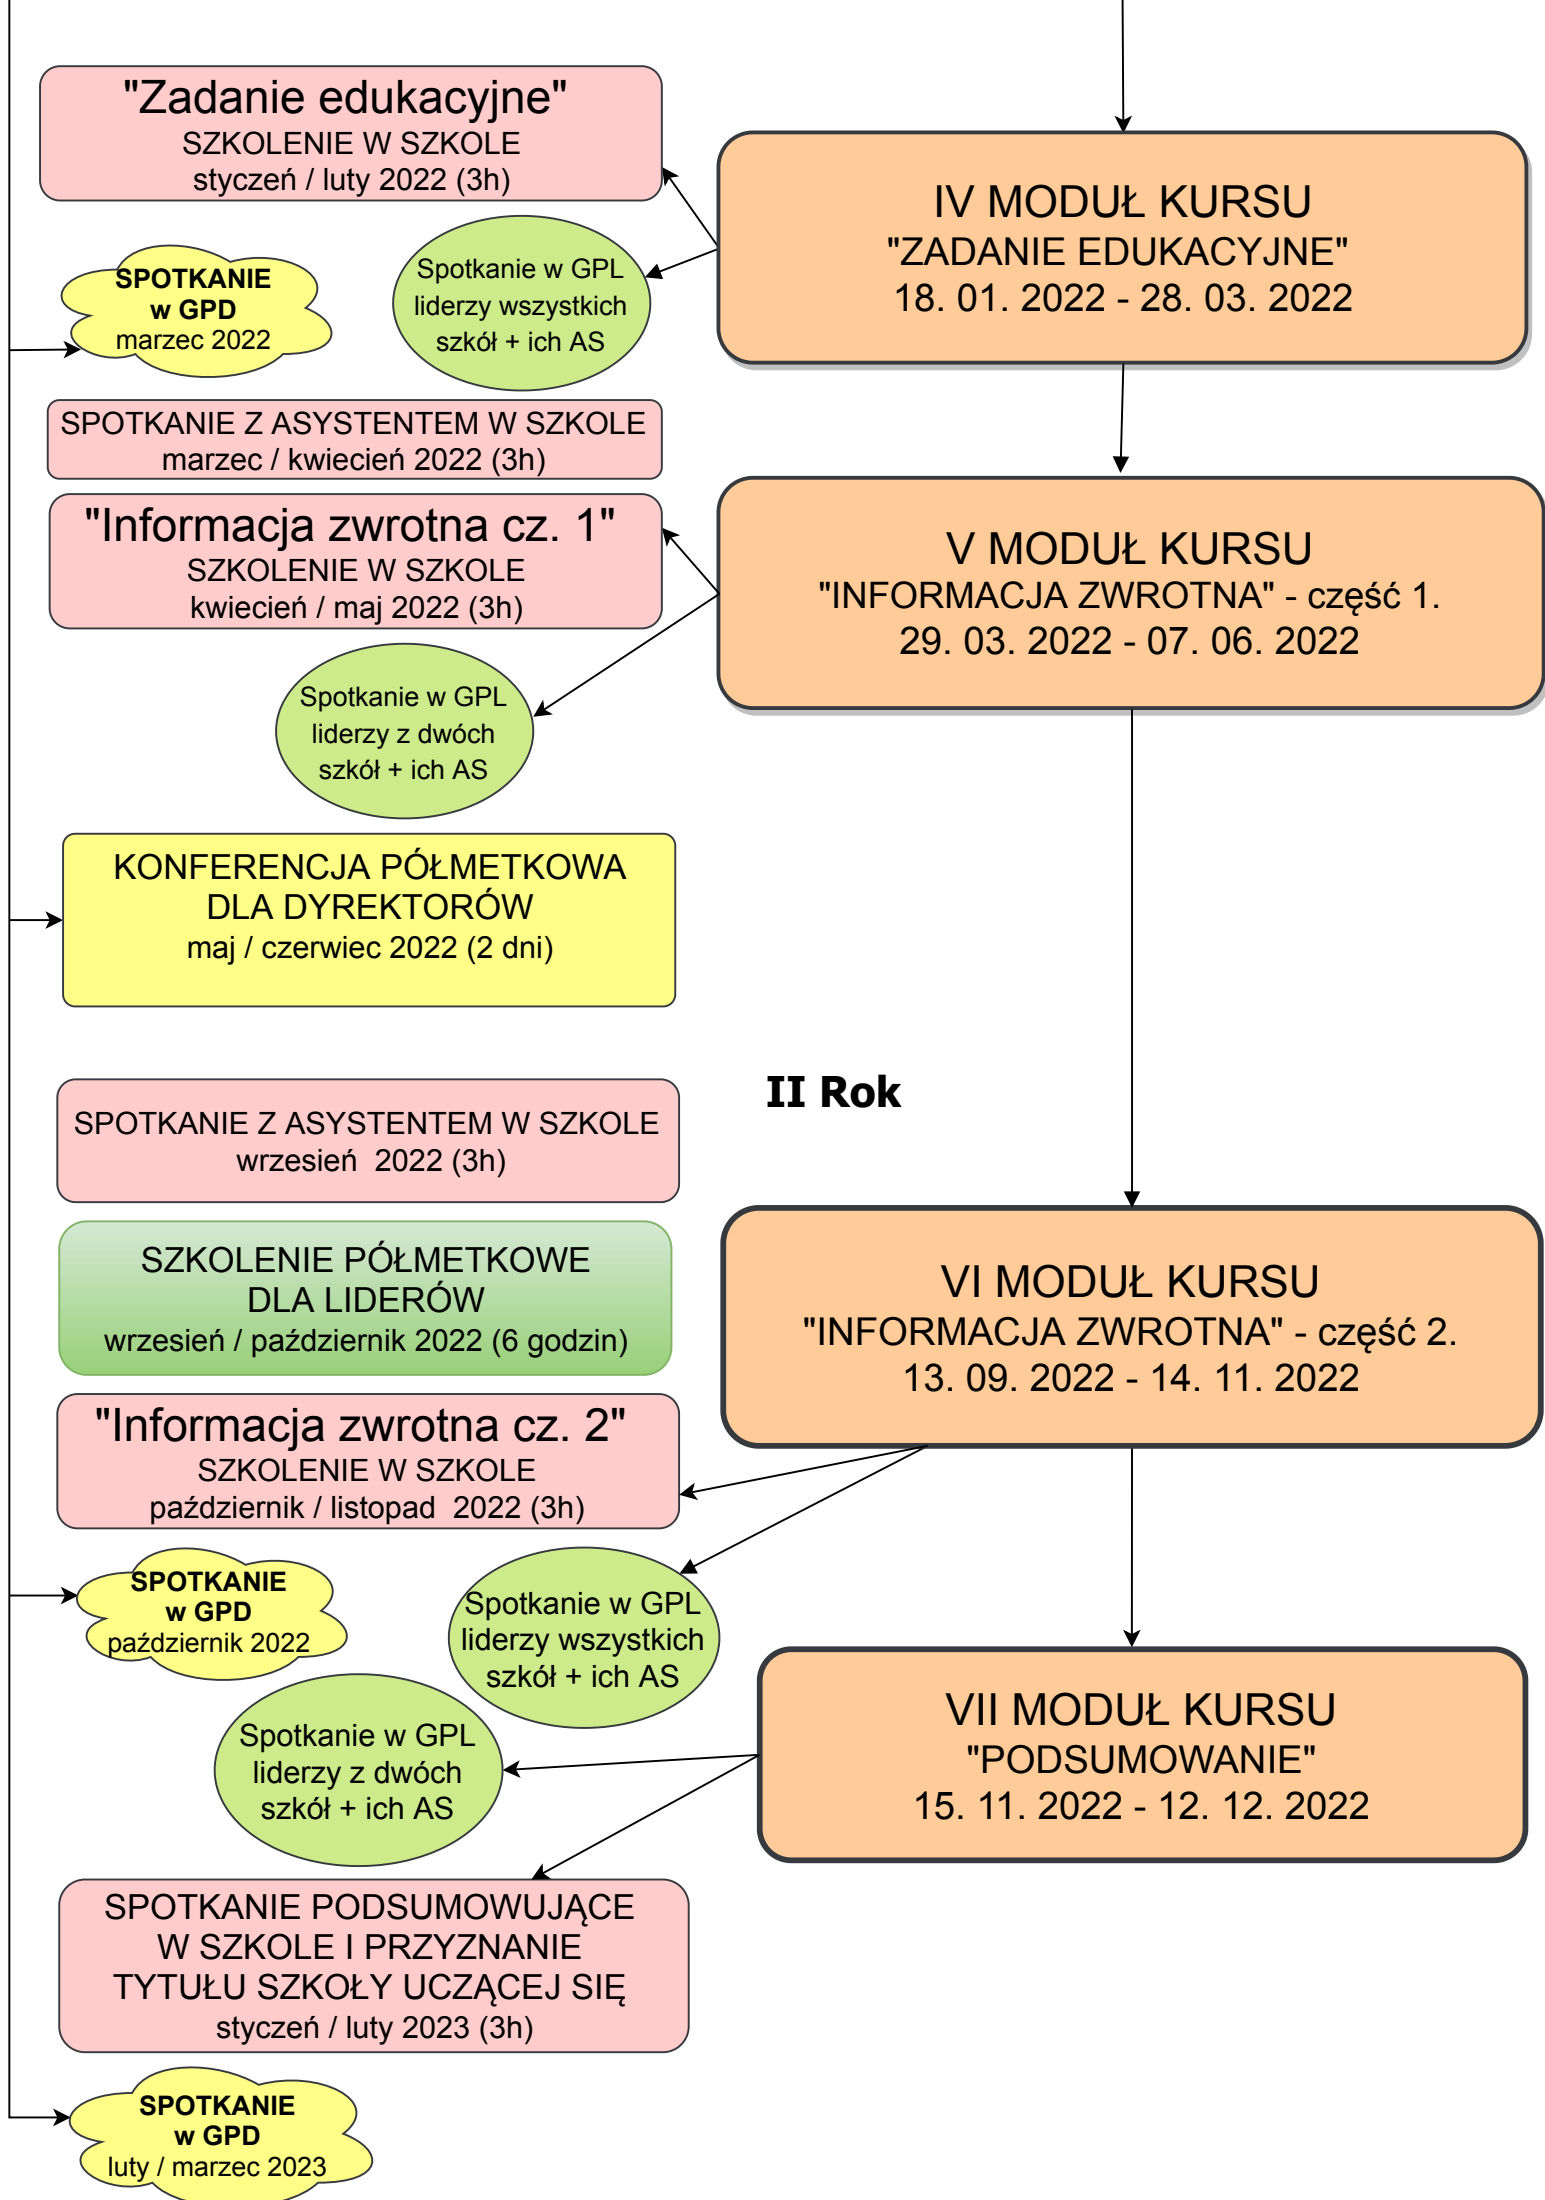 "Zadanie edukacyjne"
SZKOLENIE W SZKOLE
styczeń / luty 2022 (3h)
IV MODUŁ KURSU
"ZADANIE EDUKACYJNE"
18. 01. 2022 - 28. 03. 2022
Spotkanie w GPL
liderzy wszystkich
szkół + ich AS
SPOTKANIE
w GPD
marzec 2022
SPOTKANIE Z ASYSTENTEM W SZKOLE
marzec / kwiecień 2022 (3h)
"Informacja zwrotna cz. 1"
SZKOLENIE W SZKOLE
kwiecień / maj 2022 (3h)
V MODUŁ KURSU
"INFORMACJA ZWROTNA" - część 1.
29. 03. 2022 - 07. 06. 2022
Spotkanie w GPL
liderzy z dwóch
szkół + ich AS
KONFERENCJA PÓŁMETKOWA
DLA DYREKTORÓW
maj / czerwiec 2022 (2 dni)
II Rok
SPOTKANIE Z ASYSTENTEM W SZKOLE
wrzesień  2022 (3h)
SZKOLENIE PÓŁMETKOWE
DLA LIDERÓW
wrzesień / październik 2022 (6 godzin)
VI MODUŁ KURSU
"INFORMACJA ZWROTNA" - część 2.
13. 09. 2022 - 14. 11. 2022
"Informacja zwrotna cz. 2"
SZKOLENIE W SZKOLE
październik / listopad  2022 (3h)
SPOTKANIE
w GPD
październik 2022
Spotkanie w GPL
liderzy wszystkich
szkół + ich AS
VII MODUŁ KURSU
"PODSUMOWANIE"
15. 11. 2022 - 12. 12. 2022
Spotkanie w GPL
liderzy z dwóch
szkół + ich AS
SPOTKANIE PODSUMOWUJĄCE
W SZKOLE I PRZYZNANIE
TYTUŁU SZKOŁY UCZĄCEJ SIĘ
styczeń / luty 2023 (3h)
SPOTKANIE
w GPD
luty / marzec 2023